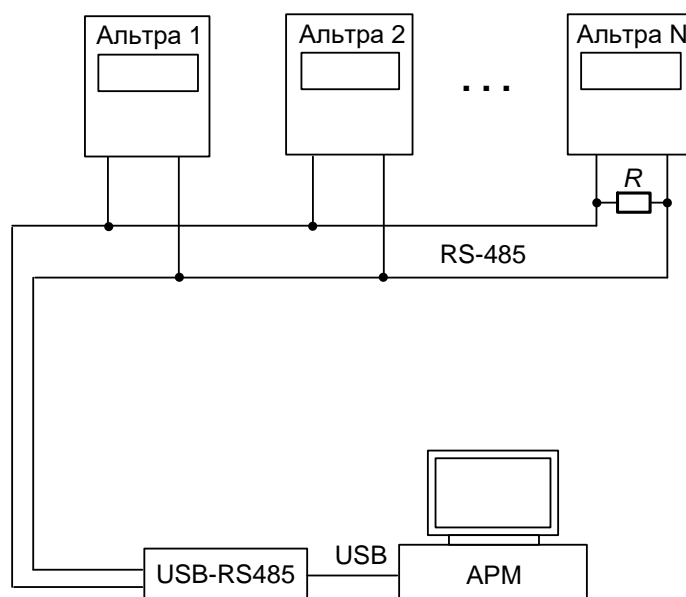 Альтра 1
Альтра 2
. . .
Альтра N
R
RS-485
USB-RS485
USB
АРМ